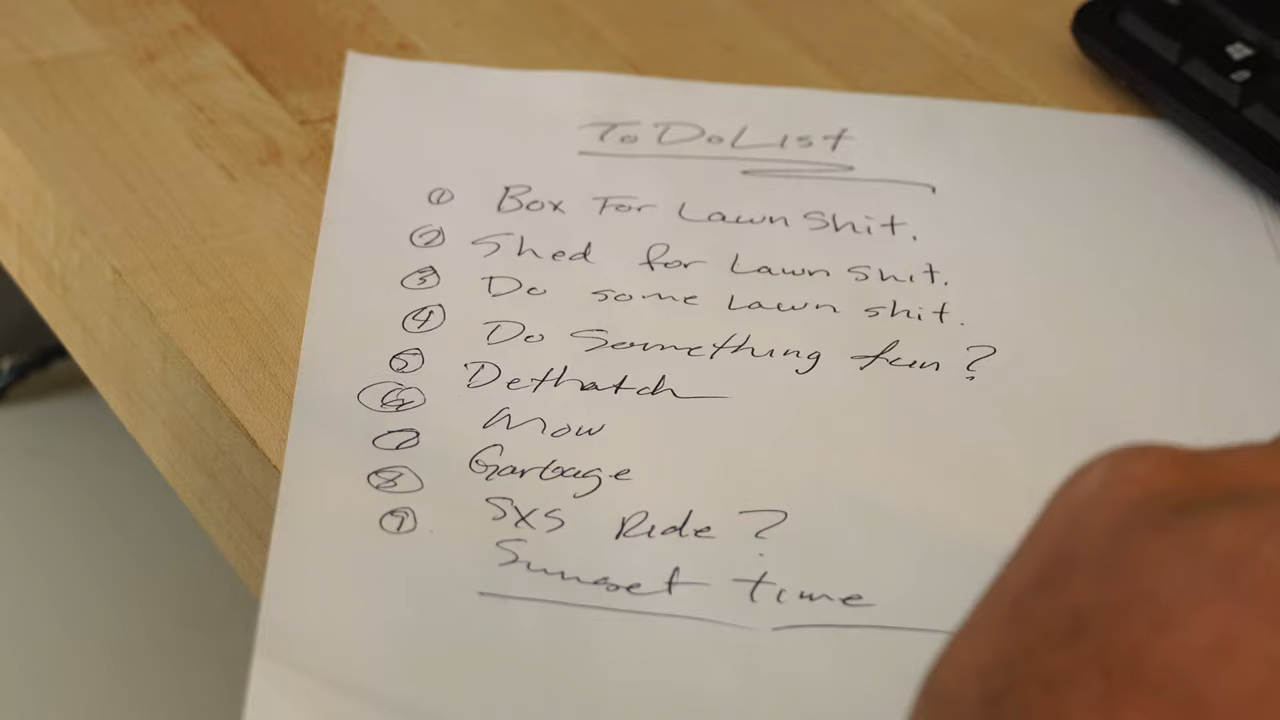 To Do List
① Box For Lawn Shit.
② Shed for Lawn shit.
③ Do some Lawn shit.
④ Do Something fun?
⑤ Dethatch
⑥ Mow
⑦ Garbage
⑧ SXS Ride?
⑨ Sunset time